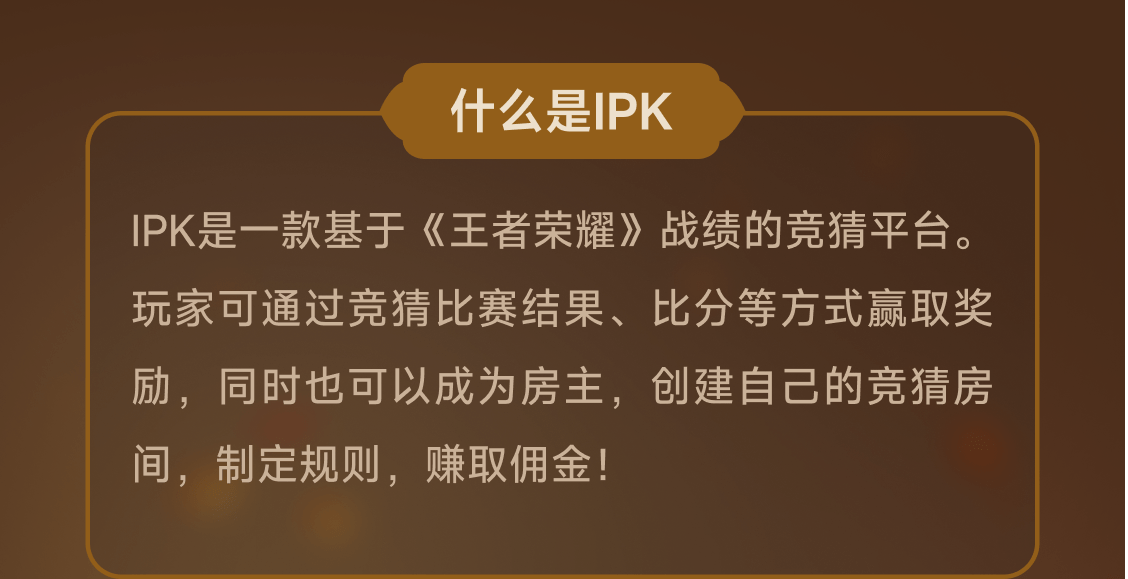 什么是IPK
IPK是一款基于《王者荣耀》战绩的竞猜平台。
玩家可通过竞猜比赛结果、比分等方式赢取奖
励，同时也可以成为房主，创建自己的竞猜房
间，制定规则，赚取佣金！